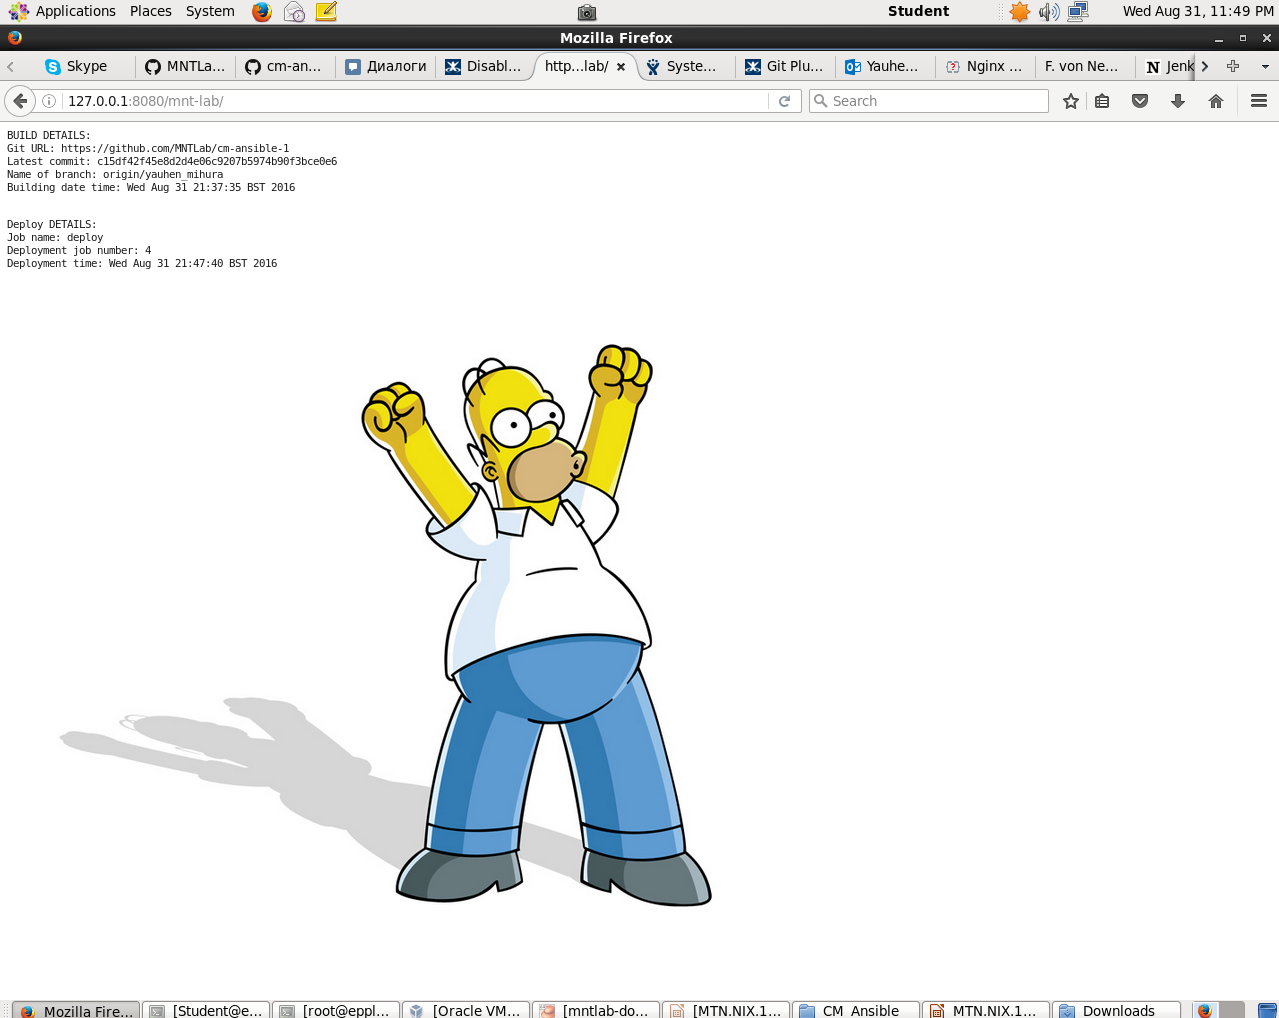 Applications Places System
Student
Wed Aug 31, 11:49 PM
Mozilla Firefox
Skype
MNTLa...
cm-an...
Диалоги
Disabl...
http...lab/
Syste...
Git Plu...
Yauhe...
Nginx ...
F. von Ne...
Jenk
127.0.0.1:8080/mnt-lab/
Search
BUILD DETAILS:
Git URL: https://github.com/MNTLab/cm-ansible-1
Latest commit: c15df42f45e8d2d4e06c9207b5974b90f3bce0e6
Name of branch: origin/yauhen_mihura
Building date time: Wed Aug 31 21:37:35 BST 2016
Deploy DETAILS:
Job name: deploy
Deployment job number: 4
Deployment time: Wed Aug 31 21:47:40 BST 2016
Mozilla Fire...
[Student@e...
[root@eppl...
[Oracle VM...
[mntlab-do...
[MTN.NIX.1...
CM_Ansible
MTN.NIX.1...
Downloads